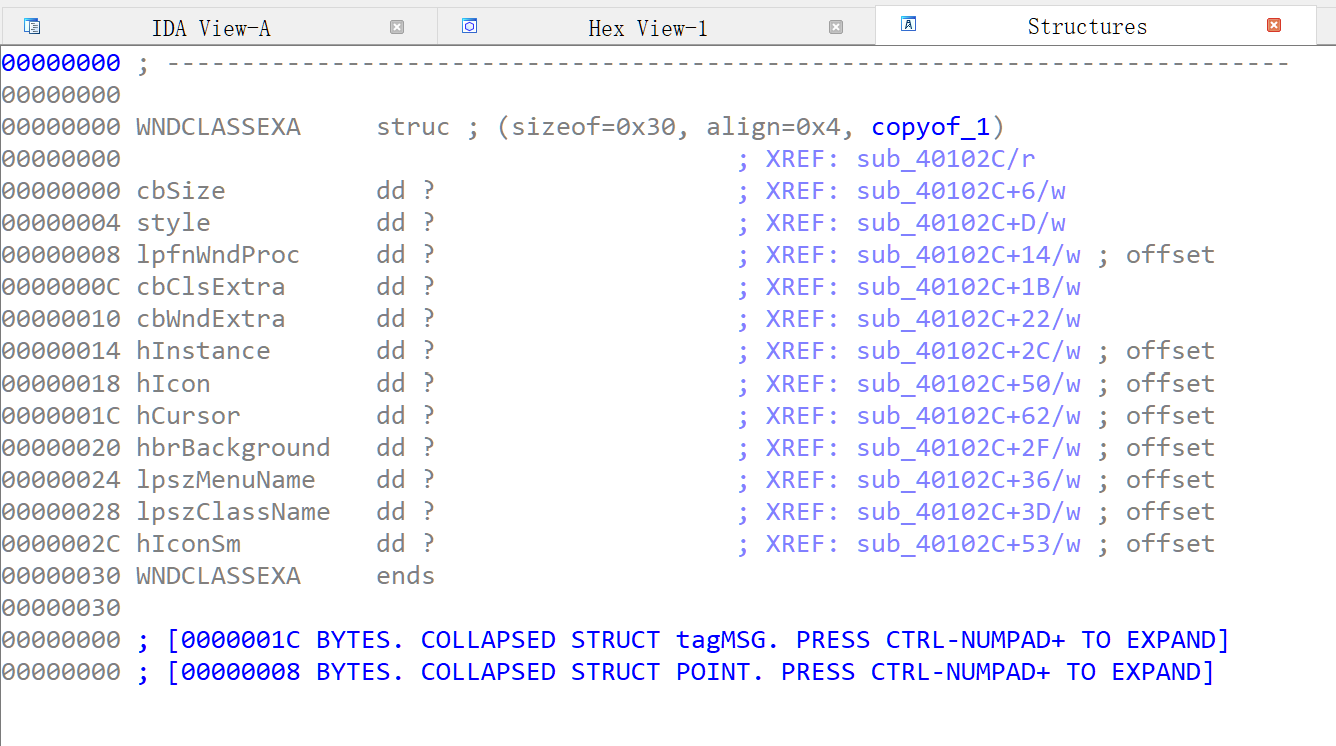 IDA View-A Hex View-1 Structures
00000000 ; ---------------------------------------------------------------------------
00000000
00000000 WNDCLASSEXA     struc ; (sizeof=0x30, align=0x4, copyof_1)
00000000                                         ; XREF: sub_40102C/r
00000000 cbSize          dd ?                    ; XREF: sub_40102C+6/w
00000004 style           dd ?                    ; XREF: sub_40102C+D/w
00000008 lpfnWndProc     dd ?                    ; XREF: sub_40102C+14/w ; offset
0000000C cbClsExtra      dd ?                    ; XREF: sub_40102C+1B/w
00000010 cbWndExtra      dd ?                    ; XREF: sub_40102C+22/w
00000014 hInstance       dd ?                    ; XREF: sub_40102C+2C/w ; offset
00000018 hIcon           dd ?                    ; XREF: sub_40102C+50/w ; offset
0000001C hCursor         dd ?                    ; XREF: sub_40102C+62/w ; offset
00000020 hbrBackground   dd ?                    ; XREF: sub_40102C+2F/w ; offset
00000024 lpszMenuName    dd ?                    ; XREF: sub_40102C+36/w ; offset
00000028 lpszClassName   dd ?                    ; XREF: sub_40102C+3D/w ; offset
0000002C hIconSm         dd ?                    ; XREF: sub_40102C+53/w ; offset
00000030 WNDCLASSEXA     ends
00000030
00000000 ; [0000001C BYTES. COLLAPSED STRUCT tagMSG. PRESS CTRL-NUMPAD+ TO EXPAND]
00000000 ; [00000008 BYTES. COLLAPSED STRUCT POINT. PRESS CTRL-NUMPAD+ TO EXPAND]